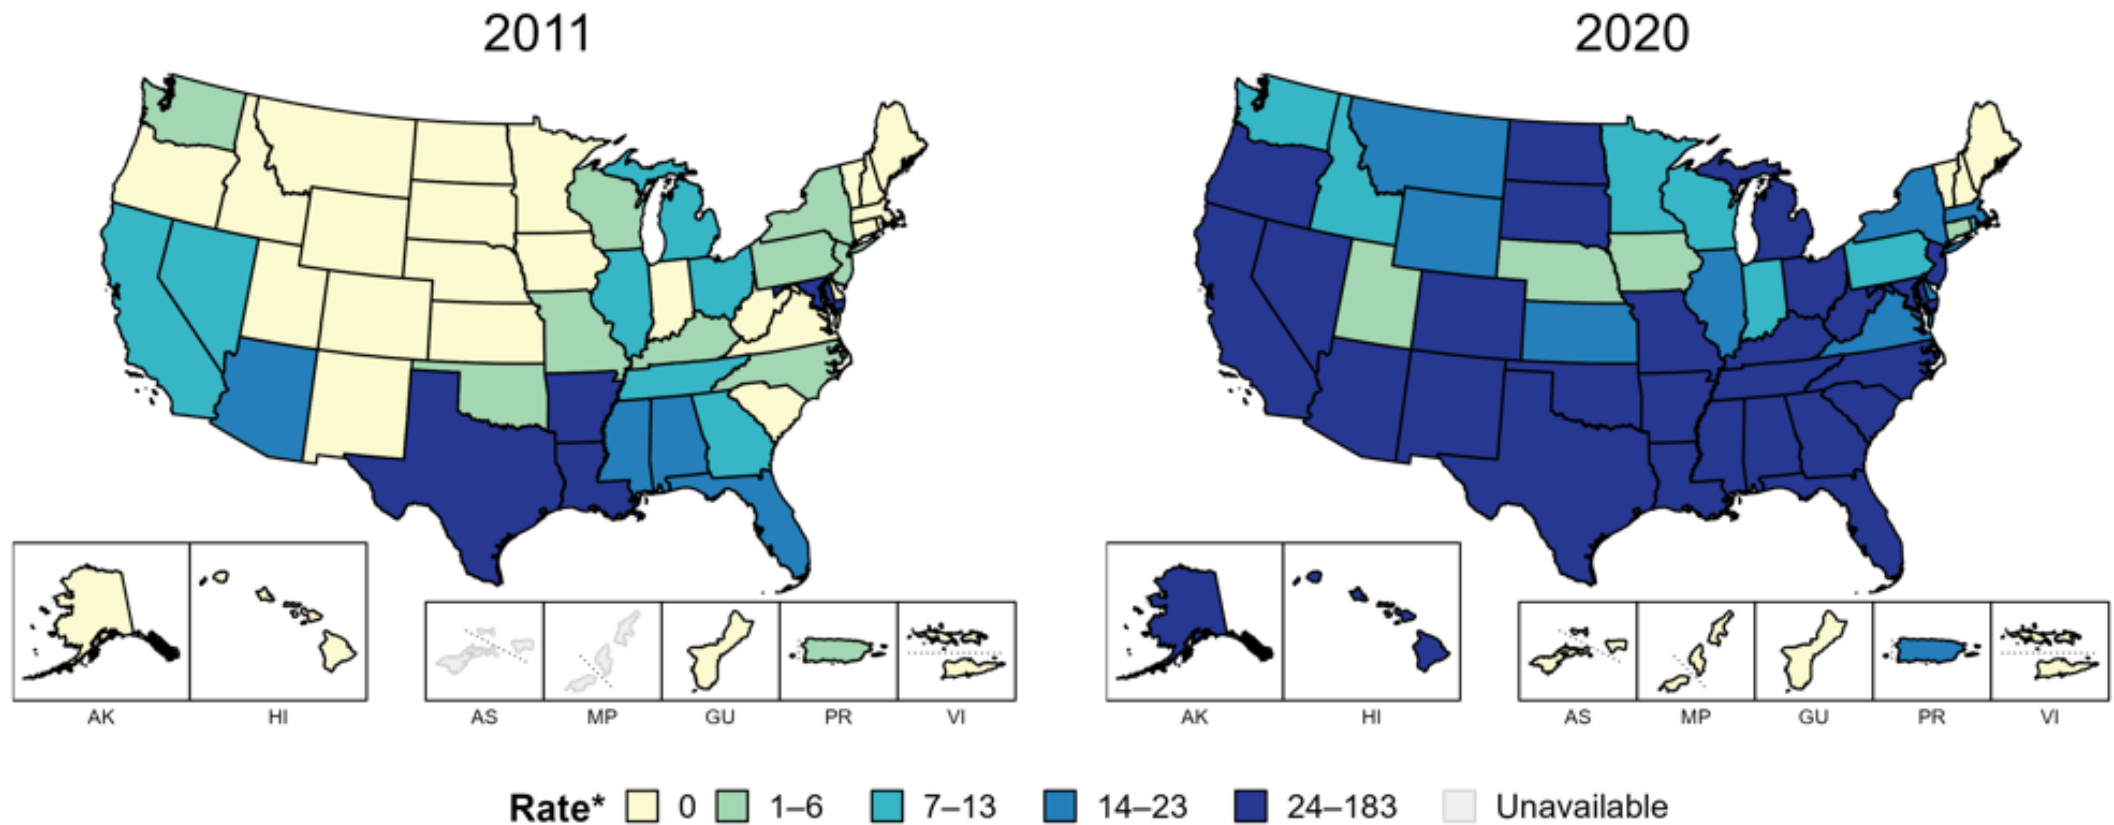 2011 2020
AK HI AS MP GU PR VI AK HI AS MP GU PR VI
Rate* 0 1–6 7–13 14–23 24–183 Unavailable